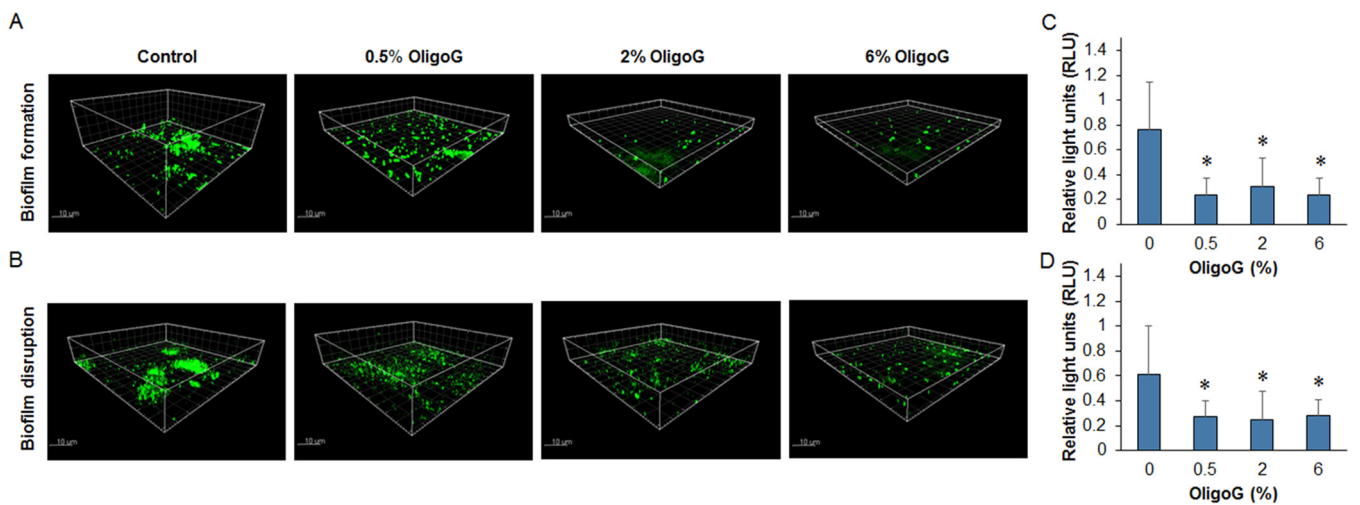 A
Control
0.5% OligoG
2% OligoG
6% OligoG
Biofilm formation
10 µm
10 µm
10 µm
10 µm
B
Biofilm disruption
10 µm
10 µm
10 µm
10 µm
C
Relative light units (RLU)
1.4
1.2
1
0.8
0.6
0.4
0.2
0
* * *
0 0.5 2 6
OligoG (%)
D
Relative light units (RLU)
1.4
1.2
1
0.8
0.6
0.4
0.2
0
* * *
0 0.5 2 6
OligoG (%)